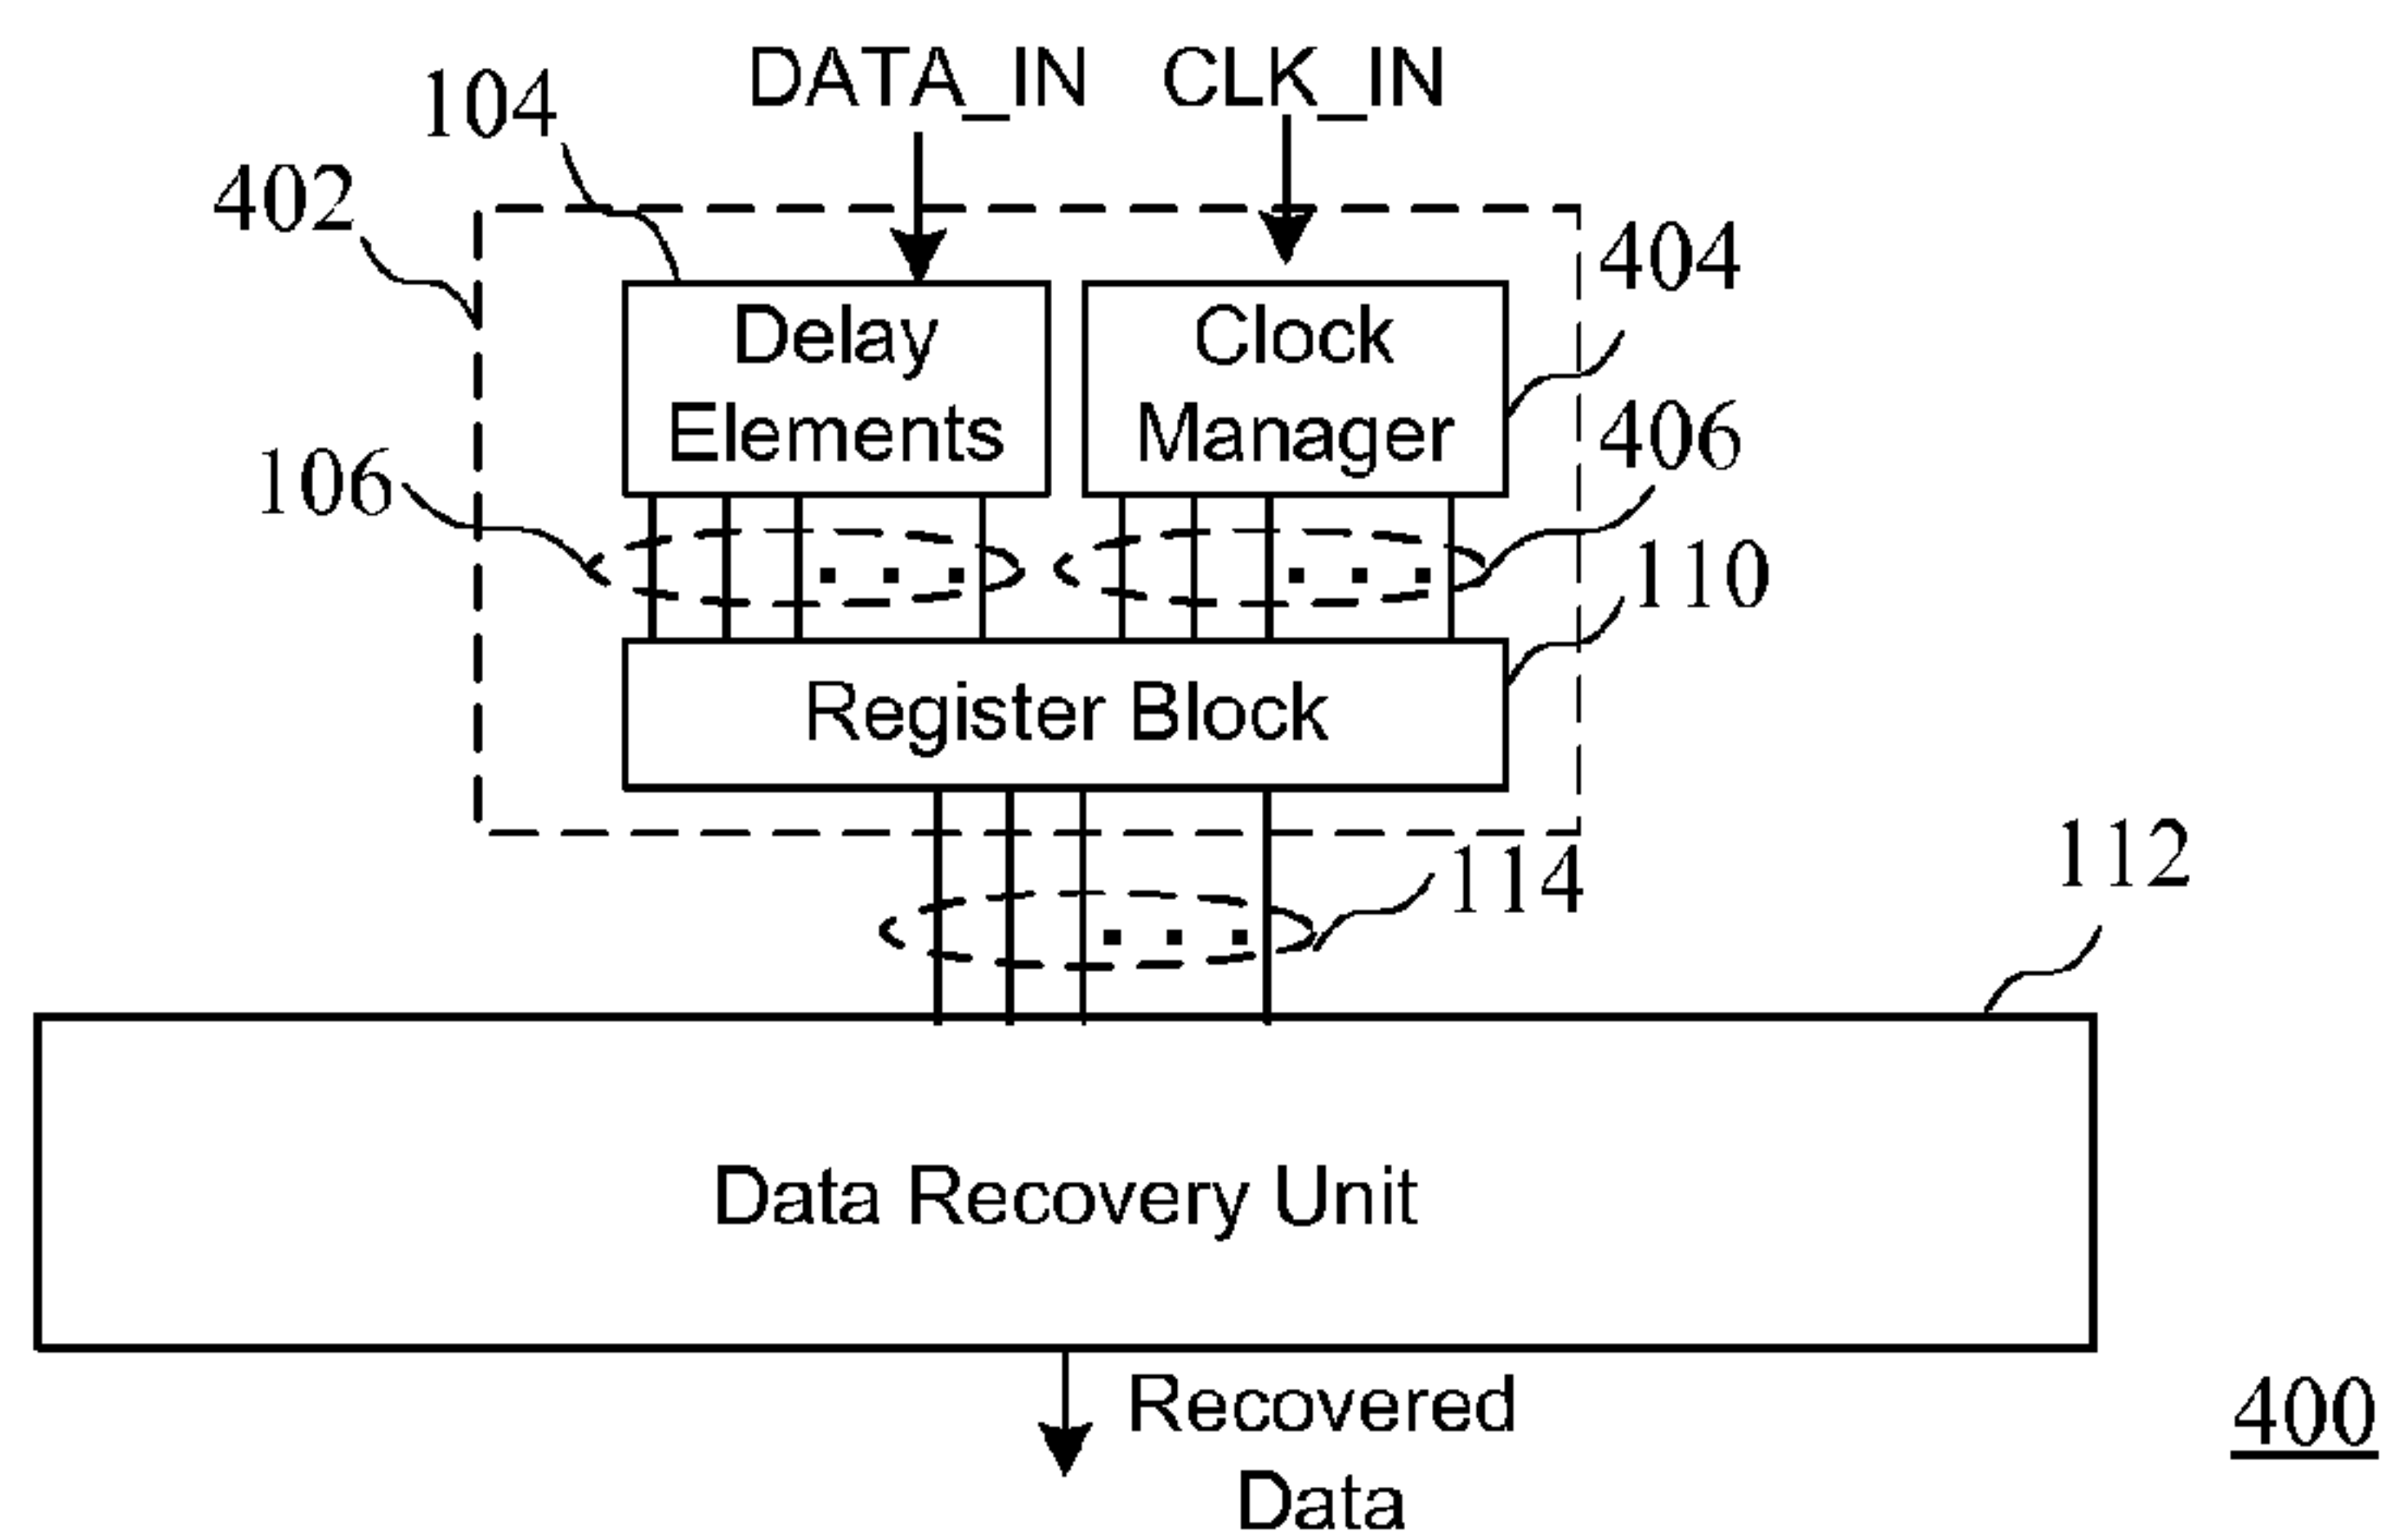 DATA_IN CLK_IN
104
402
404
Delay
Elements
Clock
Manager
406
106
110
Register Block
114
112
Data Recovery Unit
Recovered
Data
400